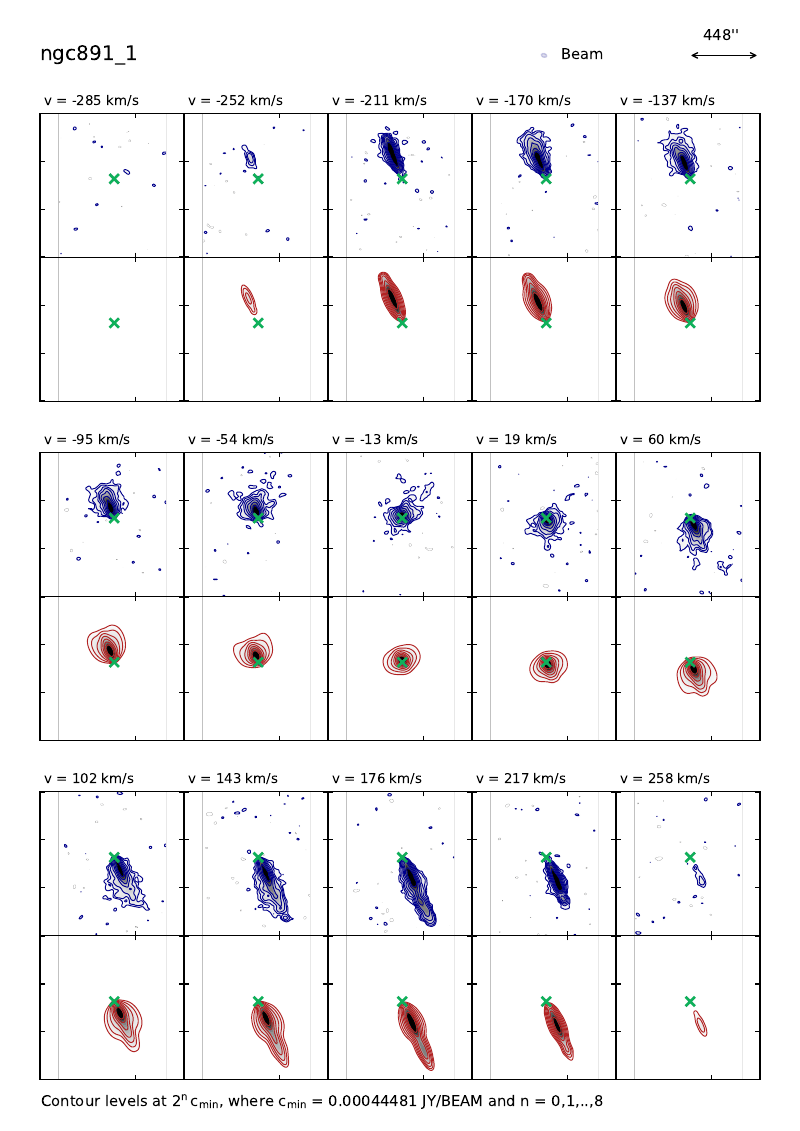 448''
ngc891_1
Beam
v = -285 km/s
v = -252 km/s
v = -211 km/s
v = -170 km/s
v = -137 km/s
v = -95 km/s
v = -54 km/s
v = -13 km/s
v = 19 km/s
v = 60 km/s
v = 102 km/s
v = 143 km/s
v = 176 km/s
v = 217 km/s
v = 258 km/s
Contour levels at 2ⁿ c_min, where c_min = 0.00044481 JY/BEAM and n = 0,1,..,8